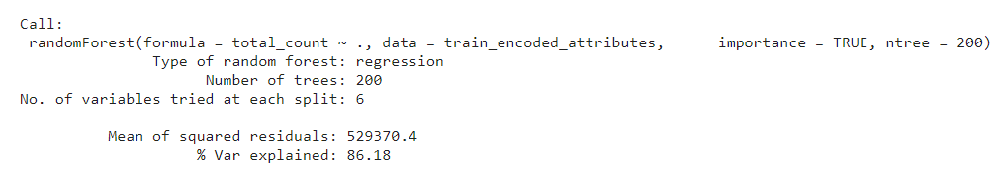 Call:
randomForest(formula = total_count ~ ., data = train_encoded_attributes, importance = TRUE, ntree = 200)
Type of random forest: regression
Number of trees: 200
No. of variables tried at each split: 6
Mean of squared residuals: 529370.4
% Var explained: 86.18